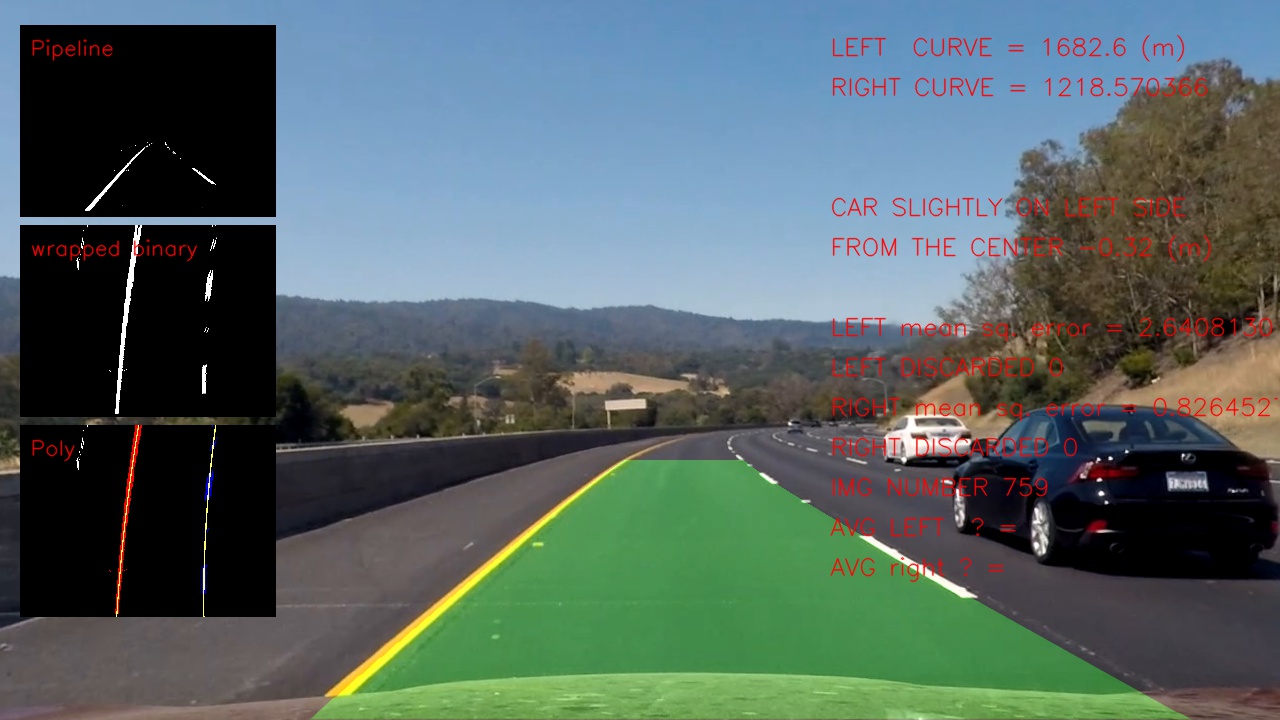 Pipeline
wrapped binary
Poly
LEFT CURVE = 1682.6 (m)
RIGHT CURVE = 1218.570366
CAR SLIGHTLY ON LEFT SIDE
FROM THE CENTER -0.32 (m)
LEFT mean sq. error = 2.6408130
LEFT DISCARDED 0
RIGHT mean sq. error = 0.826452
RIGHT DISCARDED 0
IMG NUMBER 759
AVG LEFT ? =
AVG right ? =